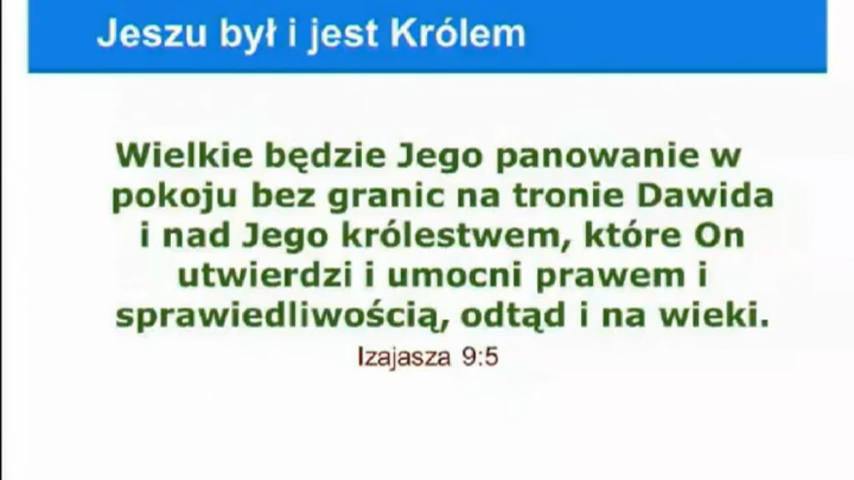 Jeszu był i jest Królem
Wielkie będzie Jego panowanie w
pokoju bez granic na tronie Dawida
i nad Jego królestwem, które On
utwierdzi i umocni prawem i
sprawiedliwością, odtąd i na wieki.
Izajasza 9:5